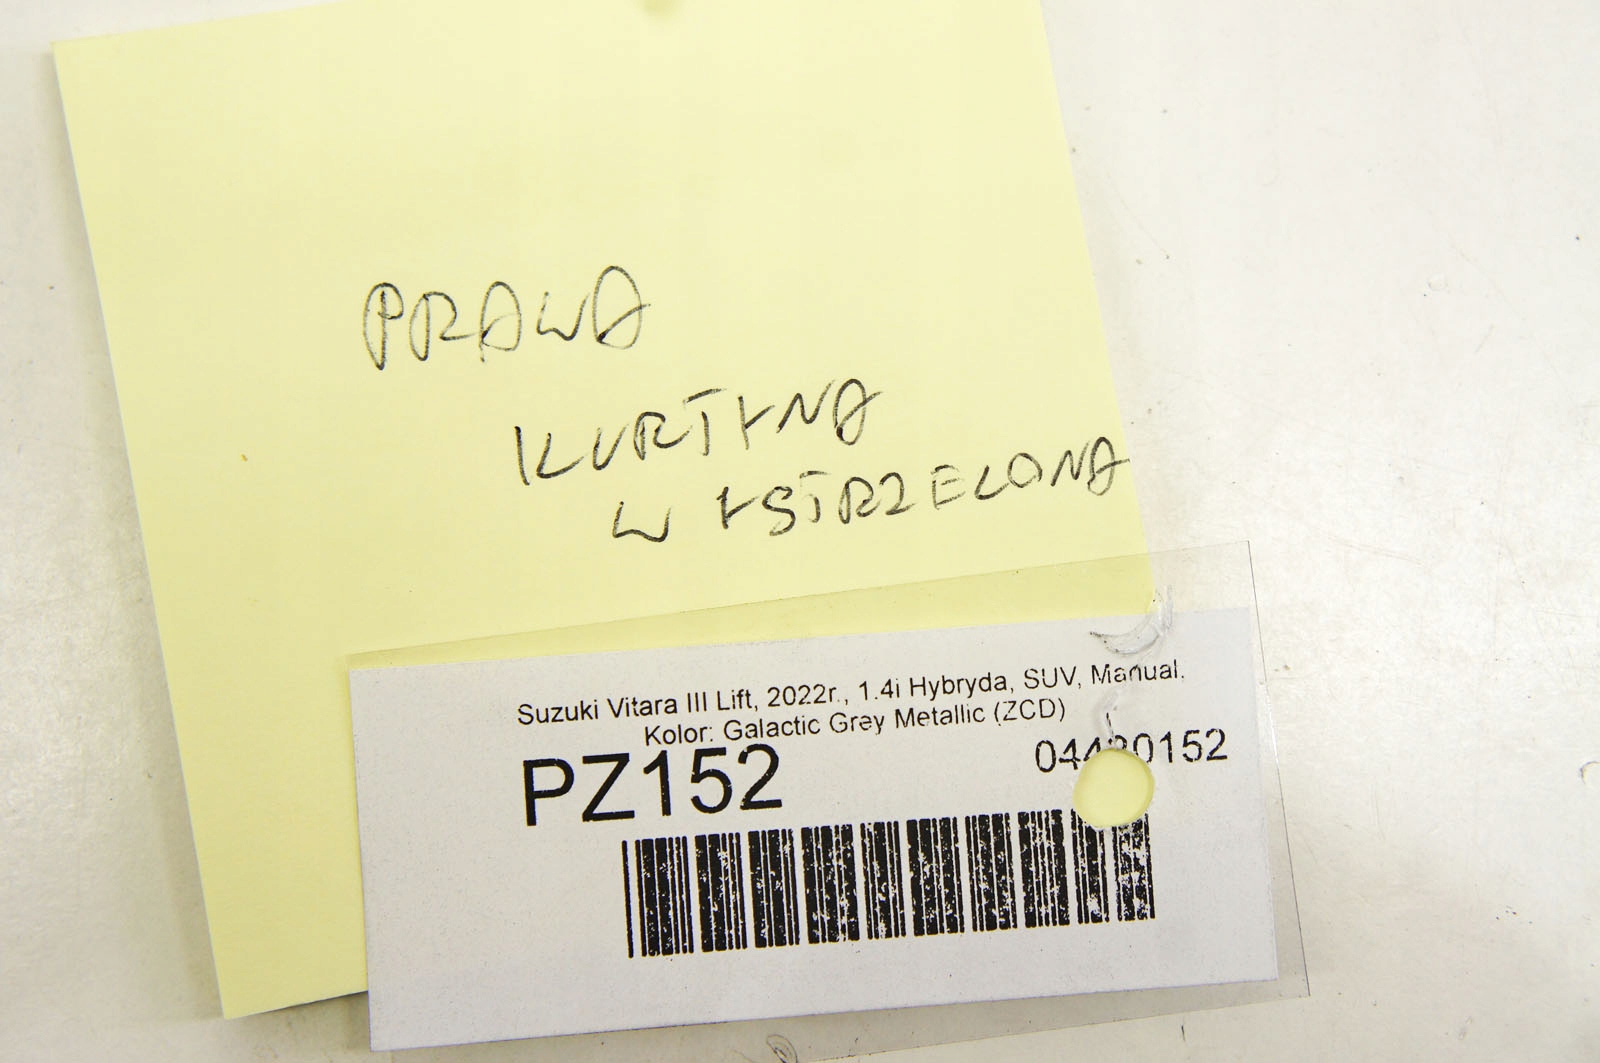 PRAWA
KURTYNA
WYSTRZELONA
Suzuki Vitara III Lift, 2022r., 1.4i Hybryda, SUV, Manual.
Kolor: Galactic Grey Metallic (ZCD)
PZ152